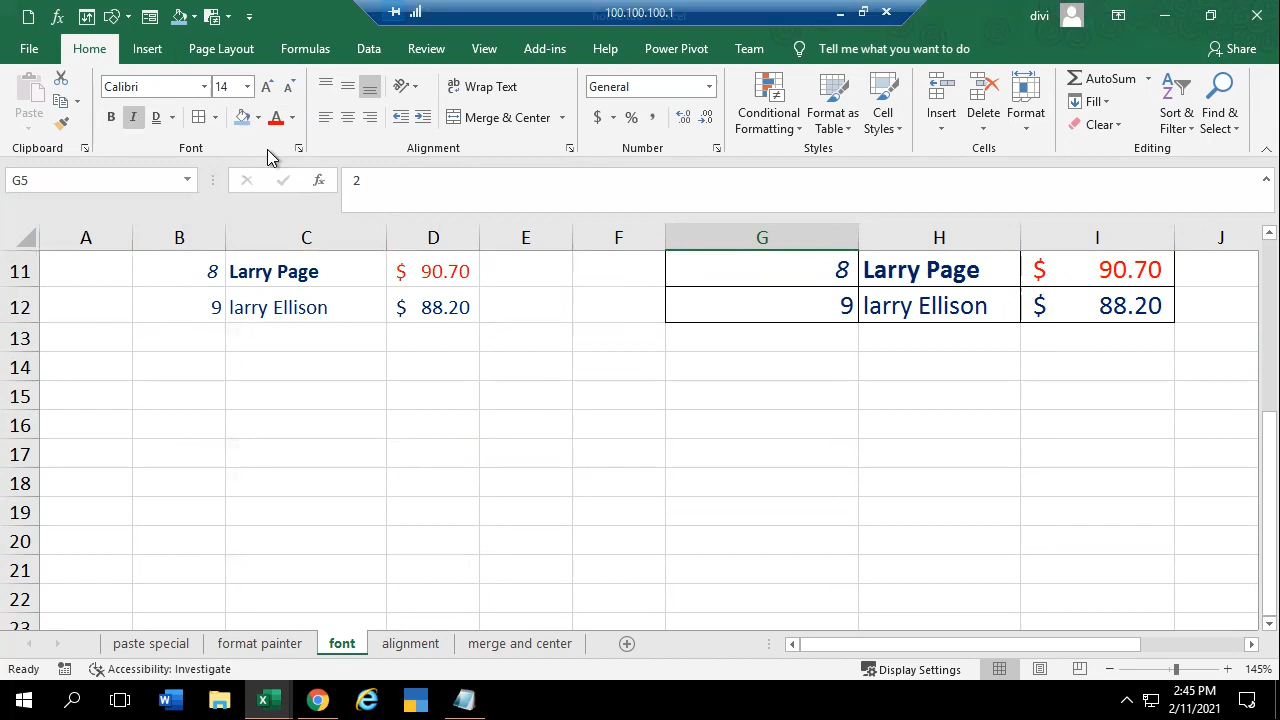 100.100.100.1
divi
File Home Insert Page Layout Formulas Data Review View Add-ins Help Power Pivot Team Tell me what you want to do Share
Paste
Calibri 14
B I D
Wrap Text
Merge & Center
General
$ % ,
Conditional Formatting
Format as Table
Cell Styles
Insert
Delete
Format
AutoSum
Fill
Clear
Sort & Filter
Find & Select
Clipboard Font Alignment Number Styles Cells Editing
G5 fx 2
A B C D E F G H I J
11 8 Larry Page $ 90.70 8 Larry Page $ 90.70
12 9 larry Ellison $ 88.20 9 larry Ellison $ 88.20
13
14
15
16
17
18
19
20
21
22
23
paste special format painter font alignment merge and center
Ready Accessibility: Investigate Display Settings 145%
2:45 PM
2/11/2021